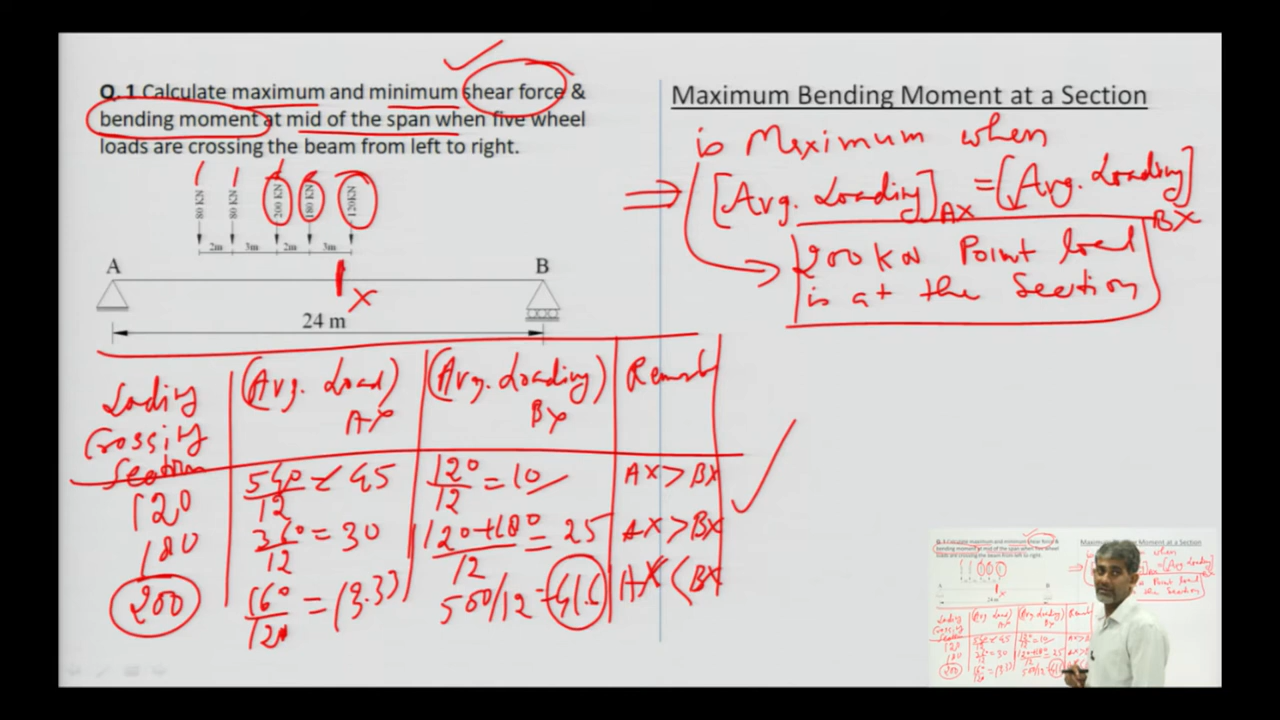 Q. 1 Calculate maximum and minimum shear force &
bending moment at mid of the span when five wheel
loads are crossing the beam from left to right.
80 KN
80 KN
200 KN
180 KN
120KN
2m
3m
2m
3m
A
B
X
24 m
Loading
Crossing
Section
(Avg. Load)
AX
(Avg. Loading)
BX
Remark
120
540/12 = 45
120/12 = 10
AX > BX
180
360/12 = 30
120+180/12 = 25
AX > BX
200
160/12 = 13.33
500/12 = 41.6
AX < BX
Maximum Bending Moment at a Section
is Maximum when
⇒ [Avg. Loading]AX = [Avg. Loading]BX
200 KN Point load
is at the Section